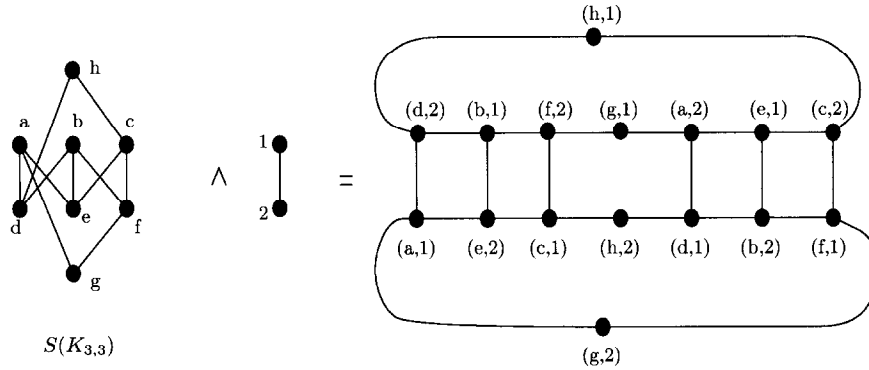 (h,1)
h
a b c
(d,2) (b,1) (f,2) (g,1) (a,2) (e,1) (c,2)
1
∧ =
2
d e f
(a,1) (e,2) (c,1) (h,2) (d,1) (b,2) (f,1)
g
S(K3,3)
(g,2)